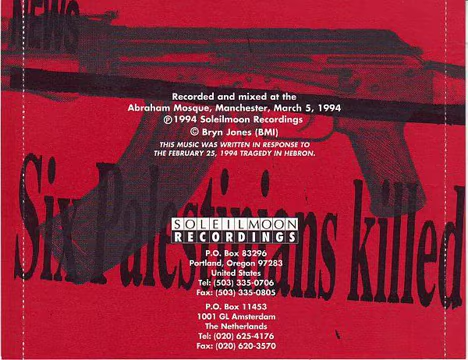 NEWS
Recorded and mixed at the
Abraham Mosque, Manchester, March 5, 1994
℗1994 Soleilmoon Recordings
© Bryn Jones (BMI)
THIS MUSIC WAS WRITTEN IN RESPONSE TO
THE FEBRUARY 25, 1994 TRAGEDY IN HEBRON.
Six Palestinians killed
SOLEILMOON
RECORDINGS
P.O. Box 83296
Portland, Oregon 97283
United States
Tel: (503) 335-0706
Fax: (503) 335-0805
P.O. Box 11453
1001 GL Amsterdam
The Netherlands
Tel: (020) 625-4176
Fax: (020) 620-3570